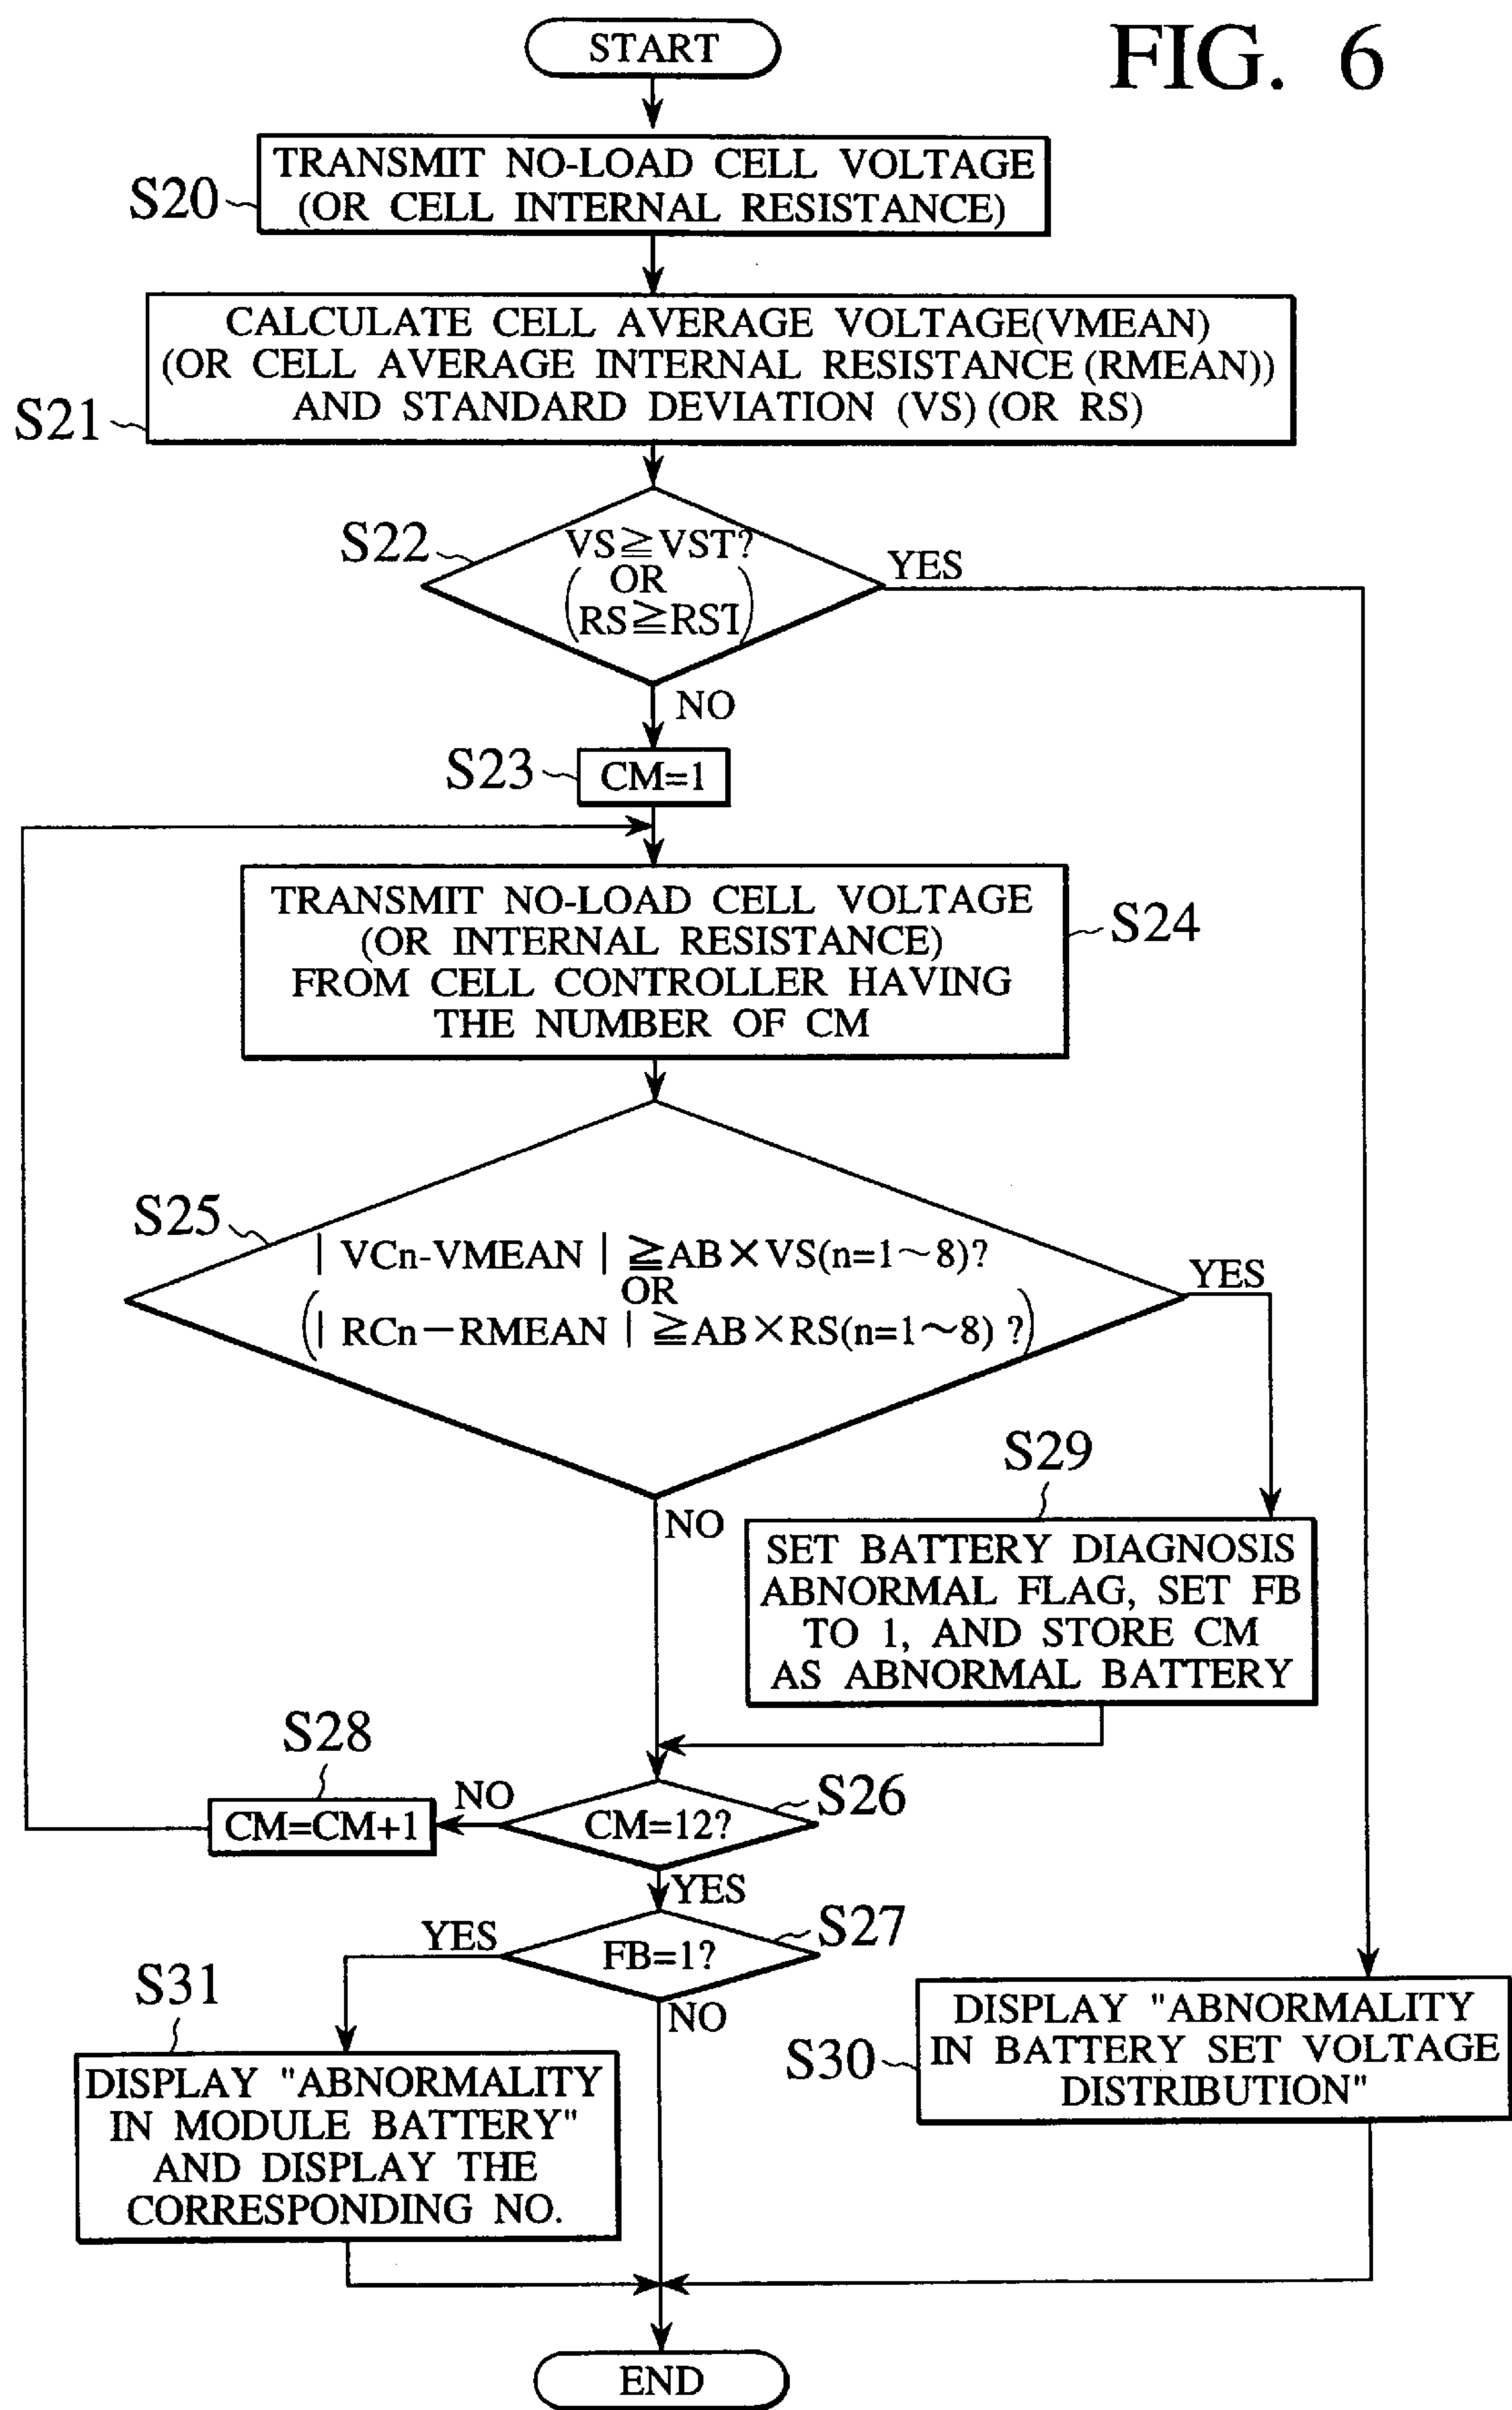 FIG. 6
START
S20
TRANSMIT NO-LOAD CELL VOLTAGE
(OR CELL INTERNAL RESISTANCE)
S21
CALCULATE CELL AVERAGE VOLTAGE(VMEAN)
(OR CELL AVERAGE INTERNAL RESISTANCE (RMEAN))
AND STANDARD DEVIATION (VS) (OR RS)
S22
VS≧VST?
OR
(RS≧RST)
YES
NO
S23
CM=1
TRANSMIT NO-LOAD CELL VOLTAGE
(OR INTERNAL RESISTANCE)
FROM CELL CONTROLLER HAVING
THE NUMBER OF CM
S24
S25
| VCn-VMEAN | ≧AB×VS(n=1～8)?
OR
(| RCn－RMEAN | ≧AB×RS(n=1～8) ?)
YES
NO
S29
SET BATTERY DIAGNOSIS
ABNORMAL FLAG, SET FB
TO 1, AND STORE CM
AS ABNORMAL BATTERY
S28
CM=CM+1
NO
CM=12?
S26
YES
YES
FB=1?
S27
NO
S31
DISPLAY "ABNORMALITY
IN MODULE BATTERY"
AND DISPLAY THE
CORRESPONDING NO.
S30
DISPLAY "ABNORMALITY
IN BATTERY SET VOLTAGE
DISTRIBUTION"
END